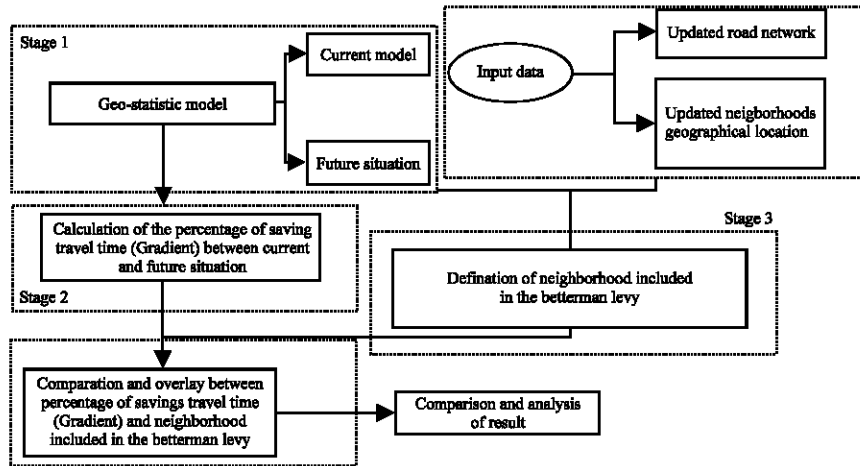 Stage 1
Current model
Geo-statistic model
Future situation
Input data
Updated road network
Updated neigborhoods
geographical location
Calculation of the percentage of saving
travel time (Gradient) between current
and future situation
Stage 2
Stage 3
Defination of neighborhood included
in the betterman levy
Comparation and overlay between
percentage of savings travel time
(Gradient) and neighborhood
included in the betterman levy
Comparison and analysis
of result